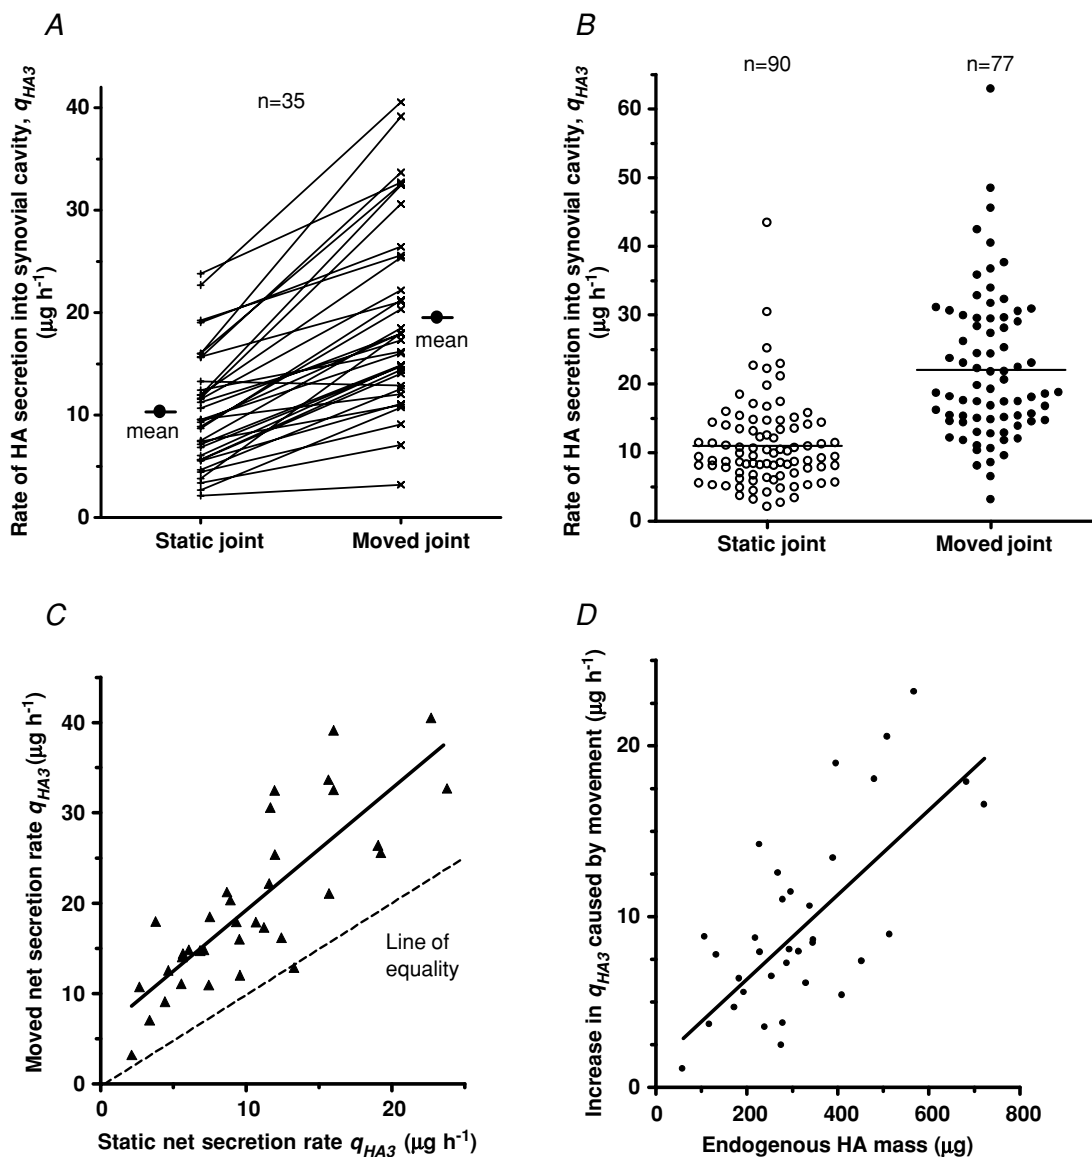 A
Rate of HA secretion into synovial cavity, qHA3
(µg h-1)
n=35
40
30
20
10
0
mean
mean
Static joint
Moved joint
B
Rate of HA secretion into synovial cavity, qHA3
(µg h-1)
n=90
n=77
60
50
40
30
20
10
0
Static joint
Moved joint
C
Moved net secretion rate qHA3 (µg h-1)
40
30
20
10
0
Line of
equality
0
10
20
Static net secretion rate qHA3 (µg h-1)
D
Increase in qHA3 caused by movement (µg h-1)
20
10
0
0
200
400
600
800
Endogenous HA mass (µg)